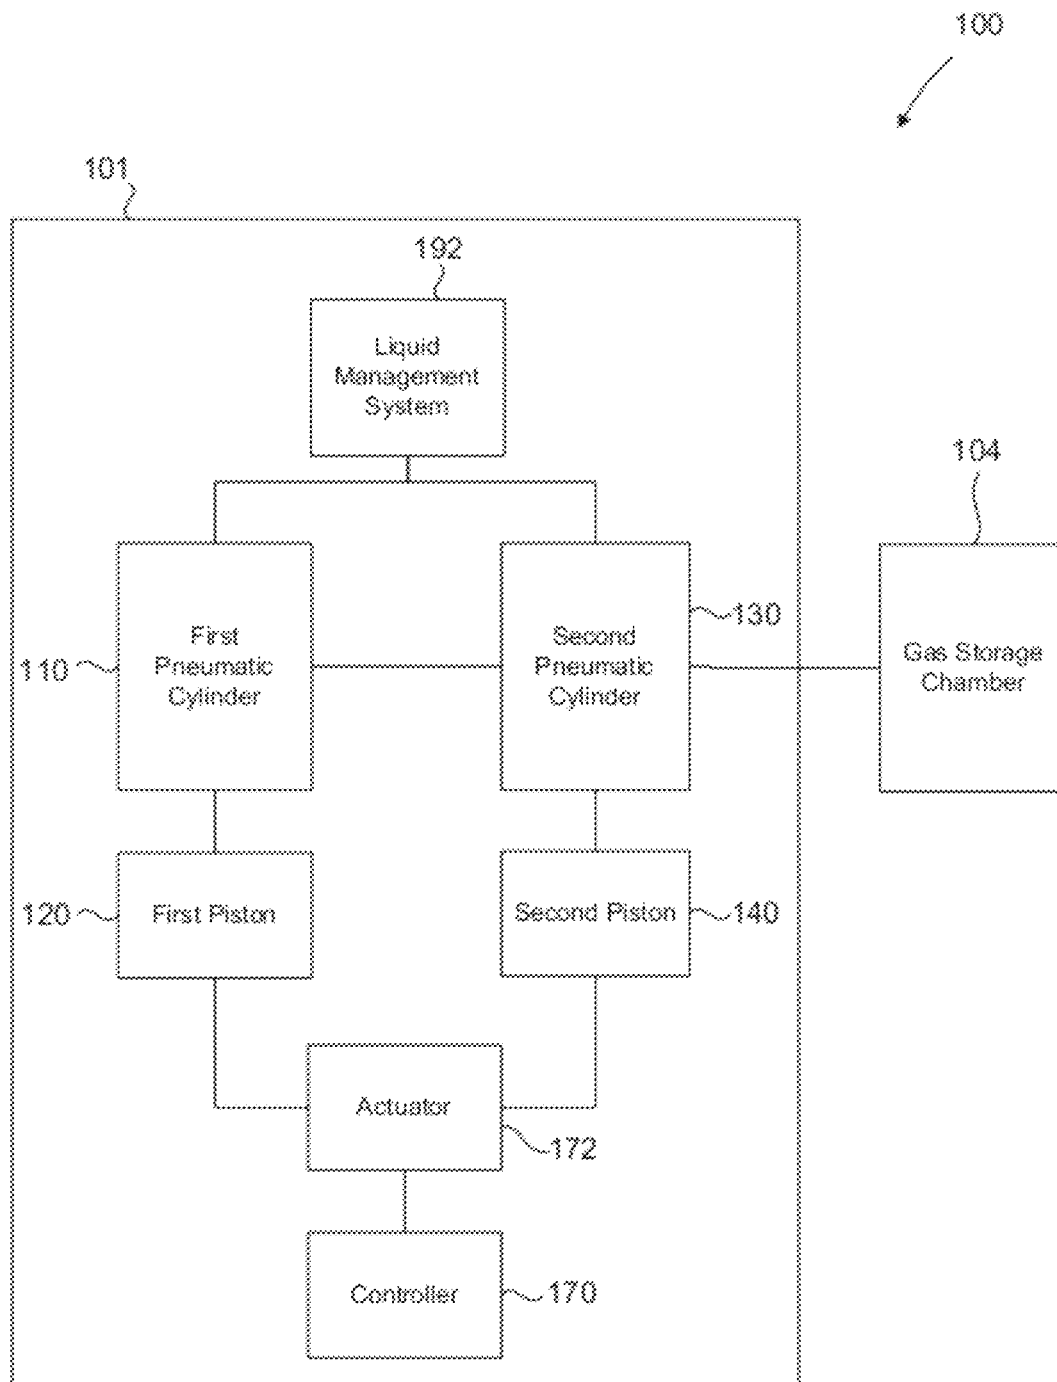 100
101
192
Liquid
Management
System
104
110
First
Pneumatic
Cylinder
Second
Pneumatic
Cylinder
130
Gas Storage
Chamber
120
First Piston
Second Piston
140
Actuator
172
Controller
170